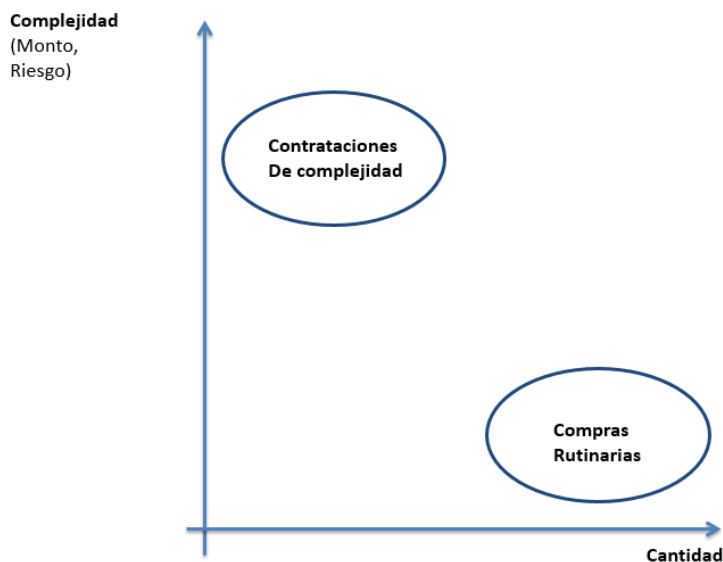 Complejidad
(Monto,
Riesgo)
Contrataciones
De complejidad
Compras
Rutinarias
Cantidad